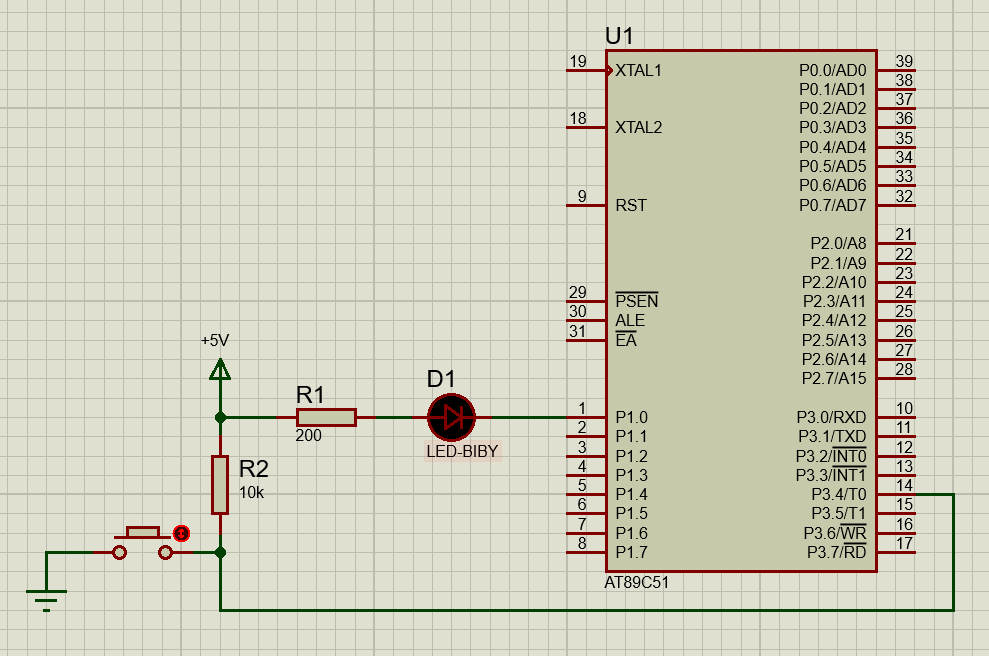 U1
19 XTAL1 P0.0/AD0 39
P0.1/AD1 38
P0.2/AD2 37
18 XTAL2 P0.3/AD3 36
P0.4/AD4 35
P0.5/AD5 34
P0.6/AD6 33
9 RST P0.7/AD7 32
P2.0/A8 21
P2.1/A9 22
P2.2/A10 23
29 PSEN P2.3/A11 24
30 ALE P2.4/A12 25
31 EA P2.5/A13 26
P2.6/A14 27
P2.7/A15 28
1 P1.0 P3.0/RXD 10
2 P1.1 P3.1/TXD 11
3 P1.2 P3.2/INT0 12
4 P1.3 P3.3/INT1 13
5 P1.4 P3.4/T0 14
6 P1.5 P3.5/T1 15
7 P1.6 P3.6/WR 16
8 P1.7 P3.7/RD 17
AT89C51
+5V
R1
200
D1
LED-BIBY
R2
10k